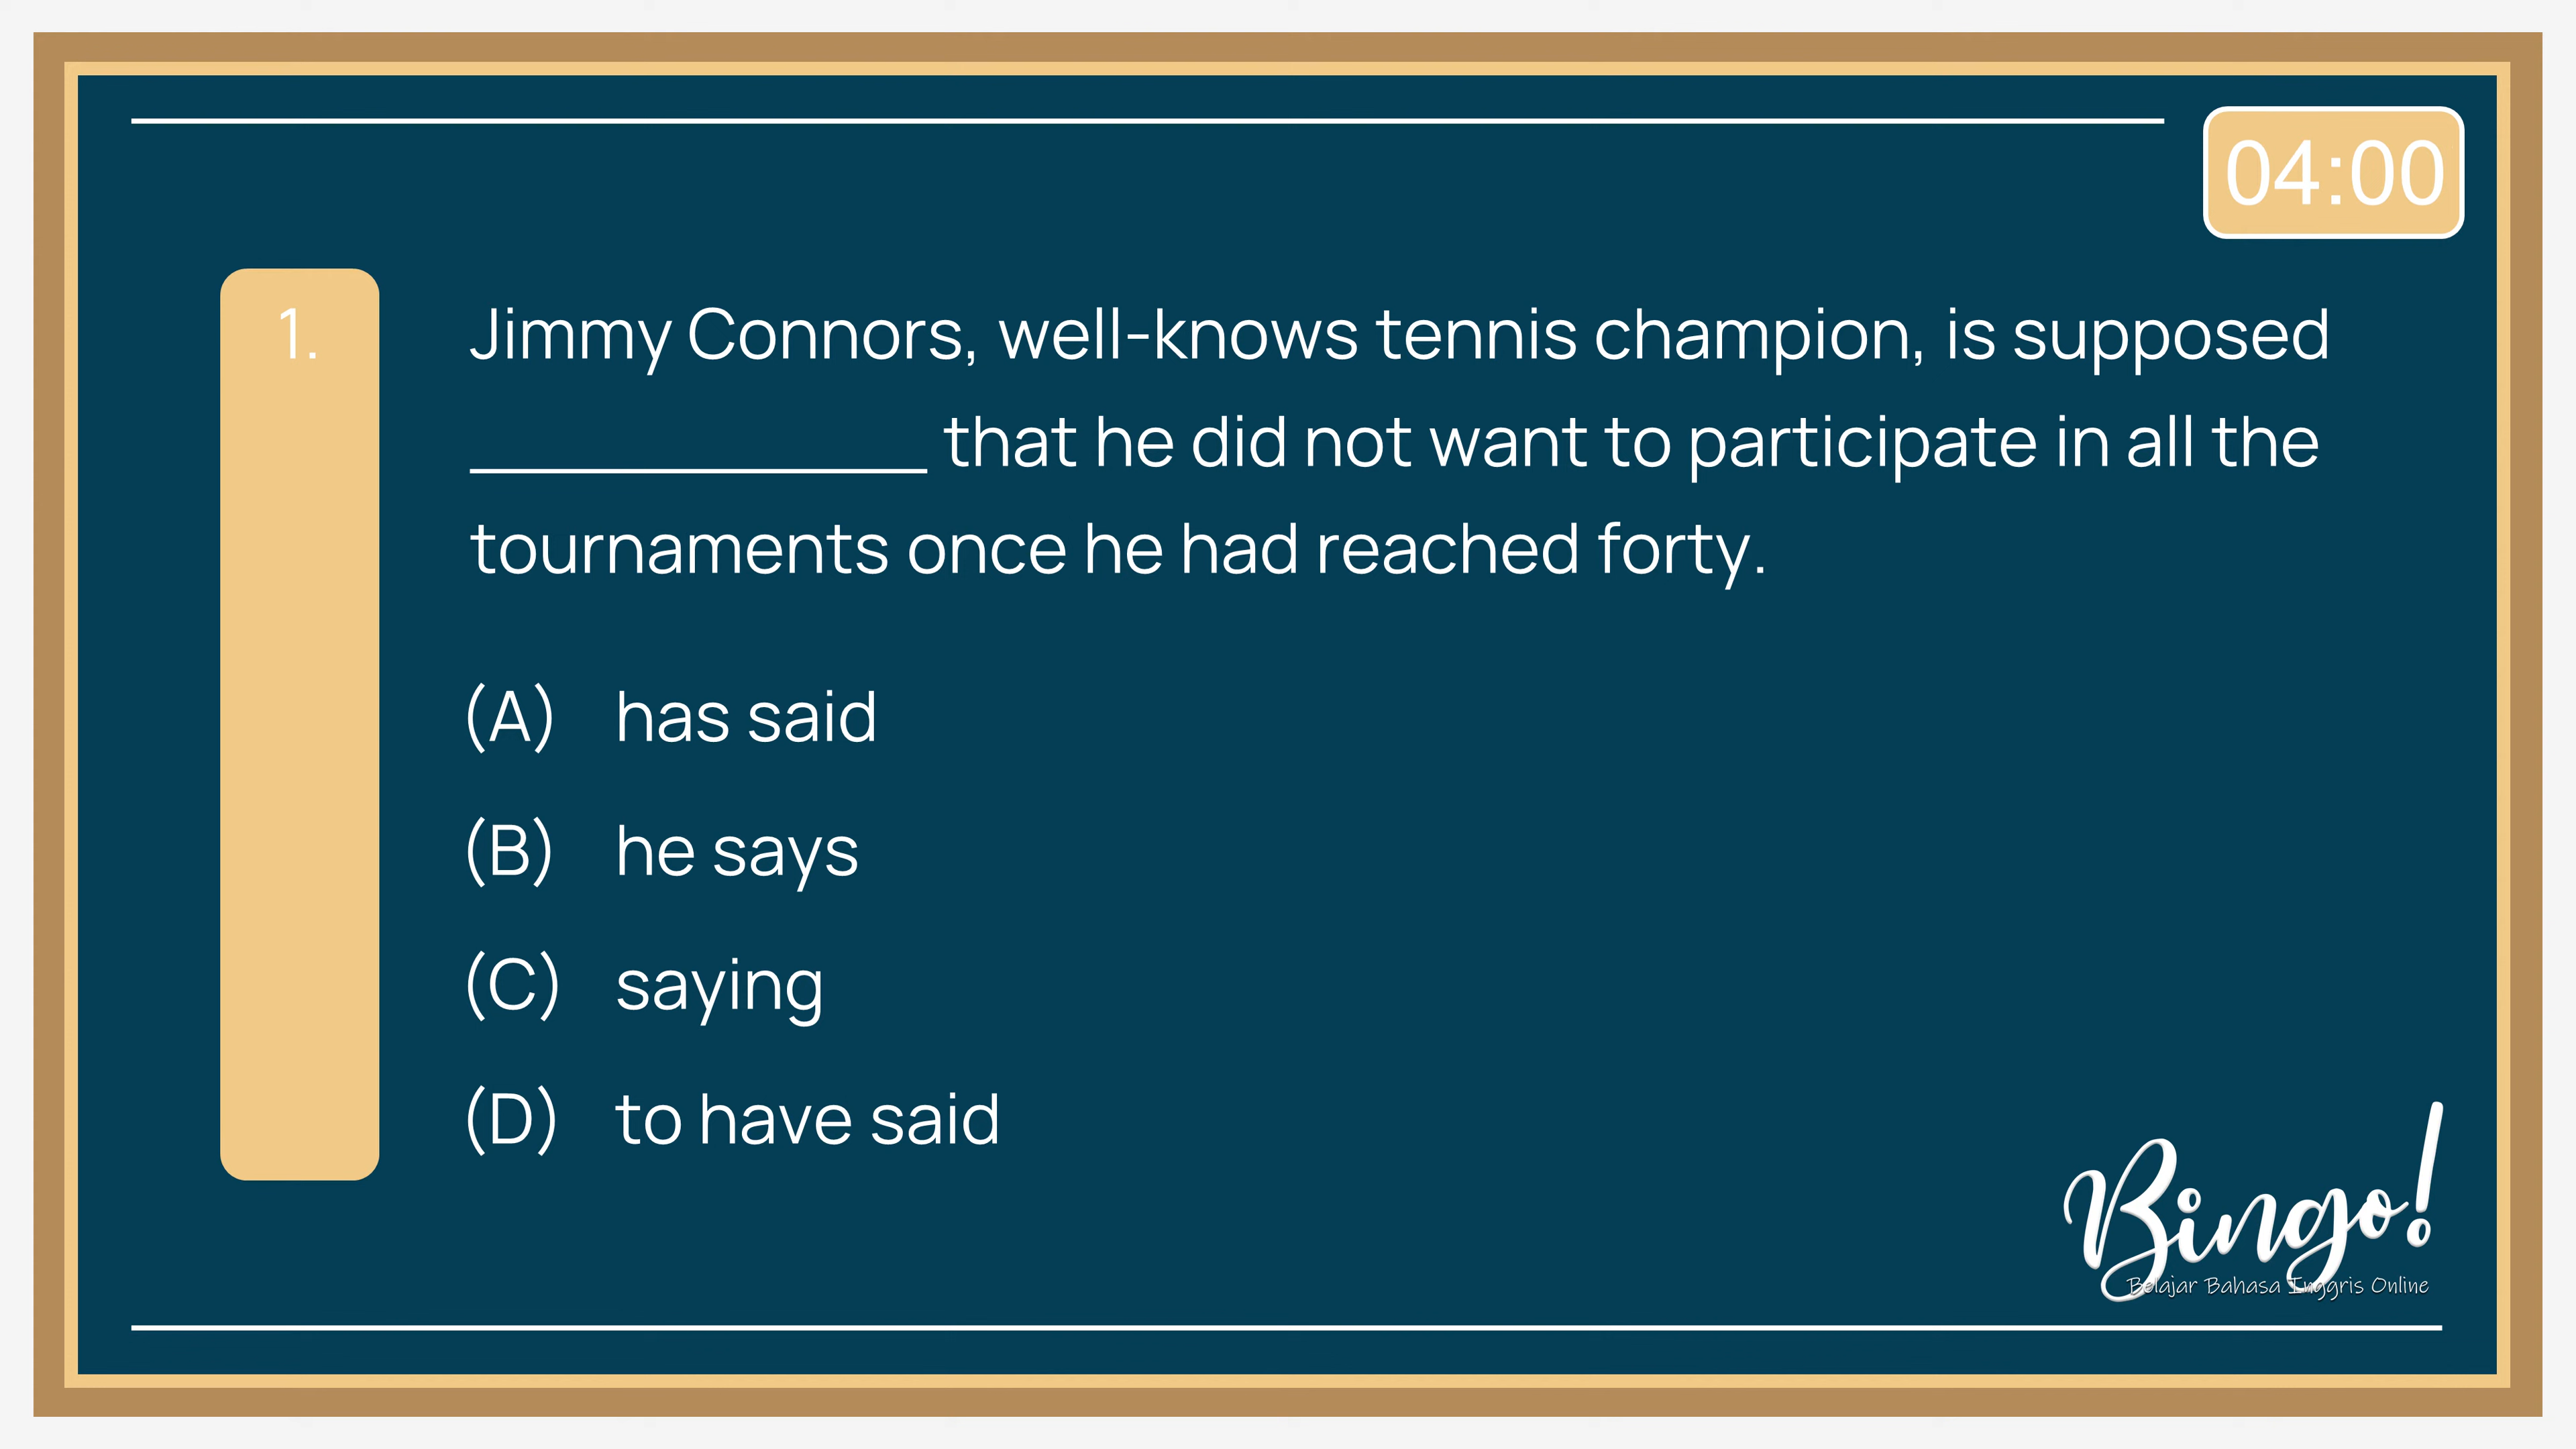 04:00
1. Jimmy Connors, well-knows tennis champion, is supposed
____________ that he did not want to participate in all the
tournaments once he had reached forty.
(A) has said
(B) he says
(C) saying
(D) to have said
Bingo!
Belajar Bahasa Inggris Online